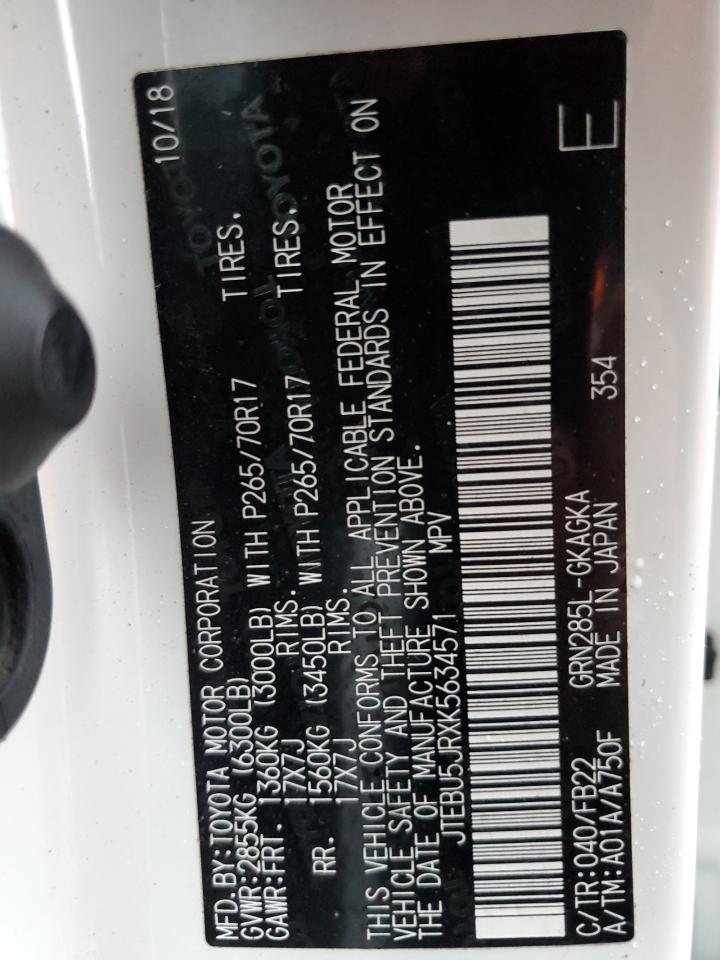 MFD. BY: TOYOTA MOTOR CORPORATION 10/18
GVWR: 2855KG (6300LB)
GAWR: FRT. 1360KG (3000LB) WITH P265/70R17 TIRES.
17X7J RIMS.
RR. 1560KG (3450LB) WITH P265/70R17 TIRES.
17X7J RIMS.
THIS VEHICLE CONFORMS TO ALL APPLICABLE FEDERAL MOTOR
VEHICLE SAFETY AND THEFT PREVENTION STANDARDS IN EFFECT ON
THE DATE OF MANUFACTURE SHOWN ABOVE.
JTEBU5JRXK5634571 MPV
C/TR: 040/FB22 GRN285L-GKAGKA
A/TM: A01A/A750F MADE IN JAPAN 354 E